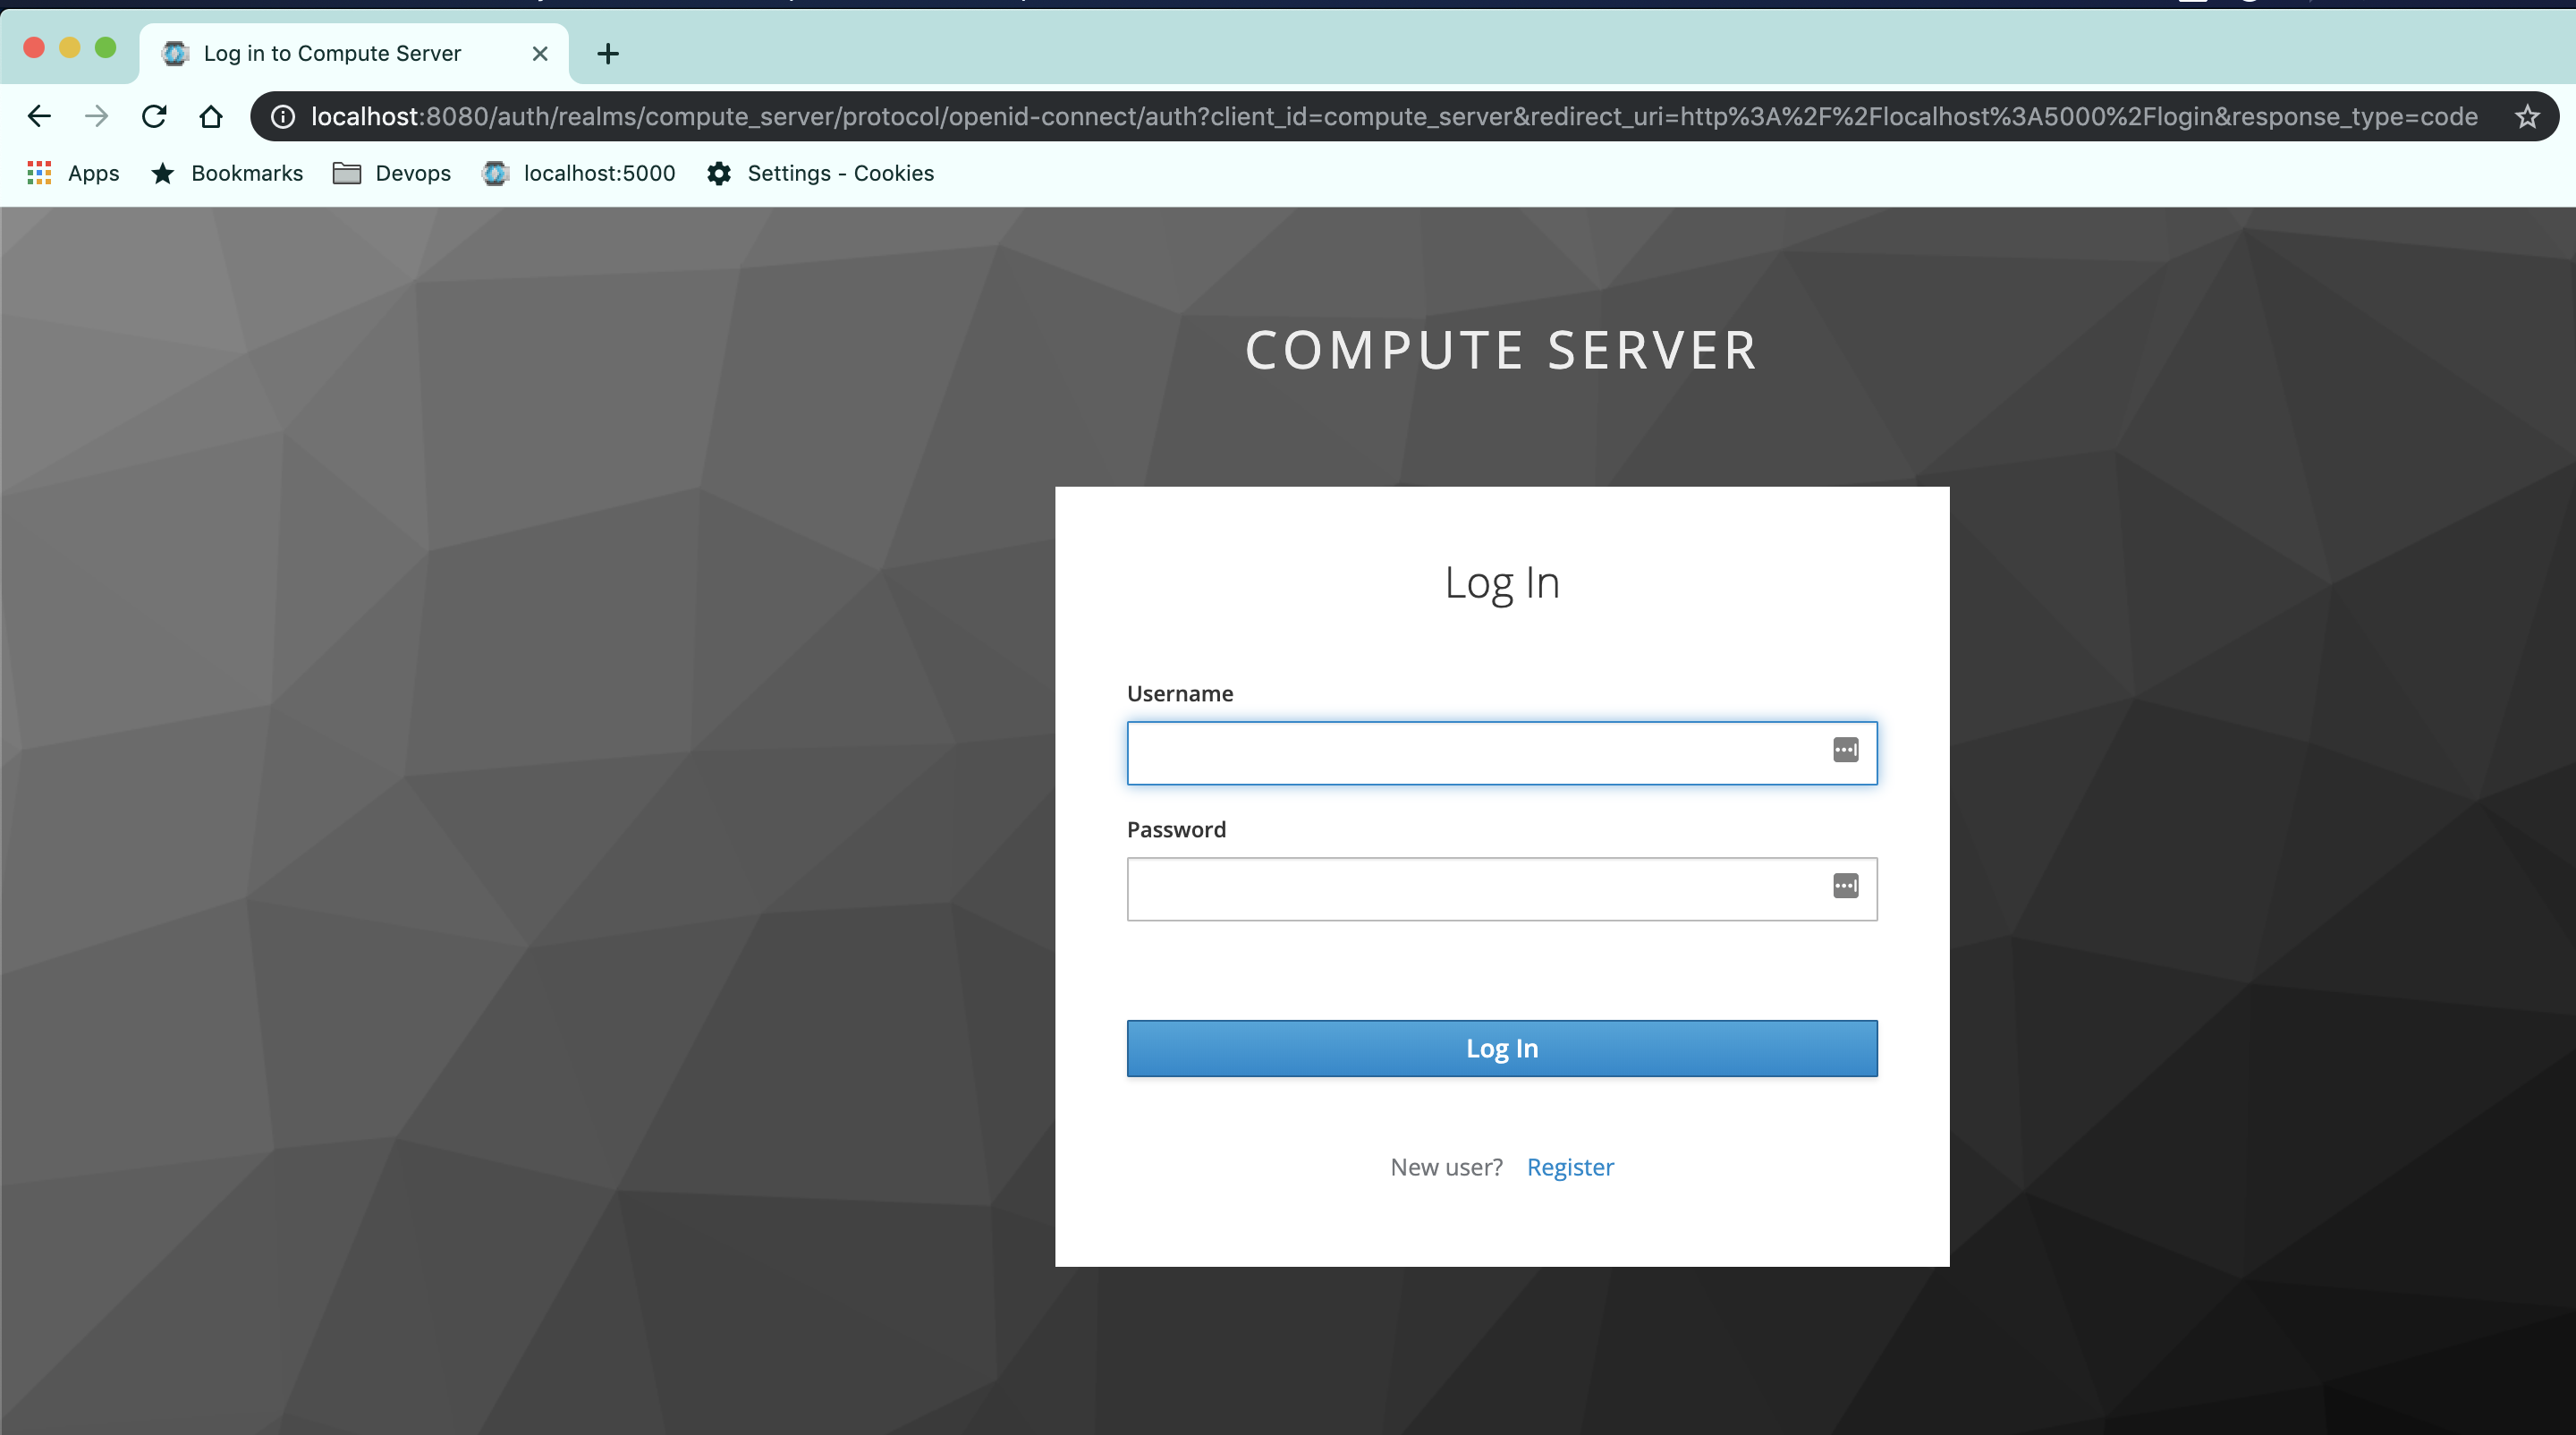 Log in to Compute Server
localhost:8080/auth/realms/compute_server/protocol/openid-connect/auth?client_id=compute_server&redirect_uri=http%3A%2F%2Flocalhost%3A5000%2Flogin&response_type=code
Apps Bookmarks Devops localhost:5000 Settings - Cookies
COMPUTE SERVER
Log In
Username
Password
Log In
New user? Register